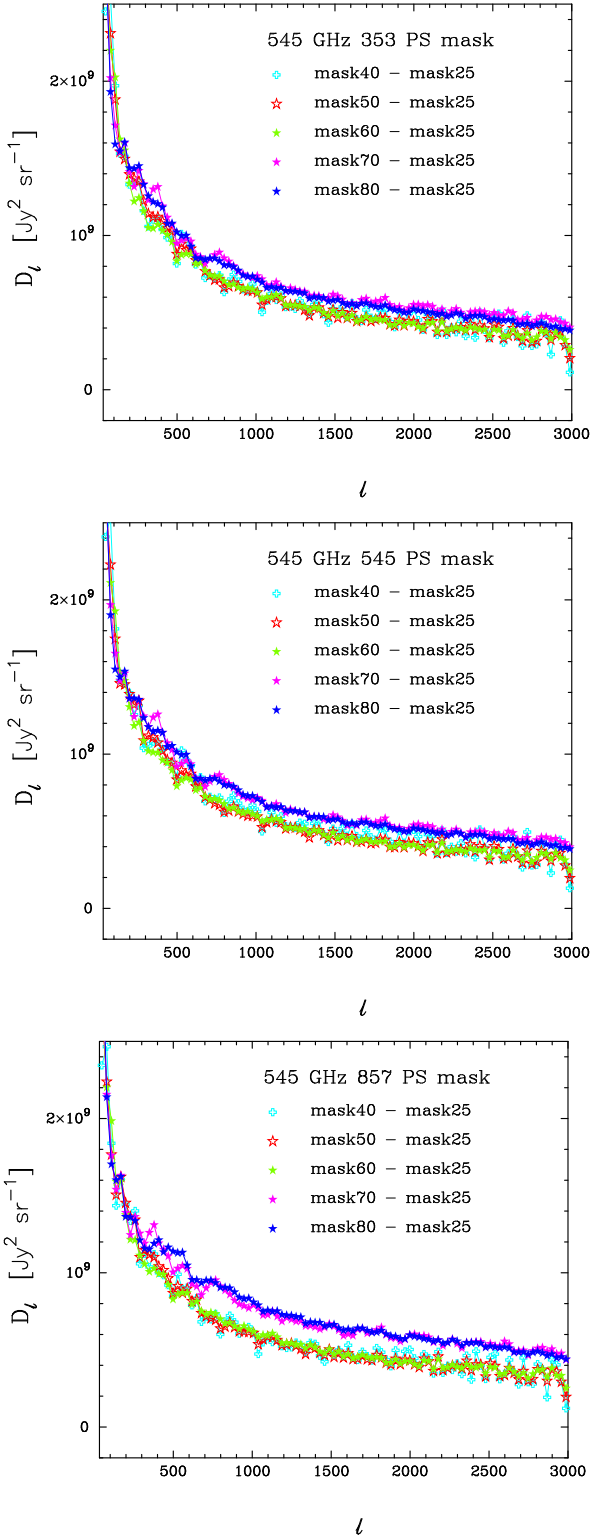 545 GHz 353 PS mask
mask40 − mask25
mask50 − mask25
mask60 − mask25
mask70 − mask25
mask80 − mask25
D_ℓ [Jy² sr⁻¹]
2×10⁹
10⁹
0
500 1000 1500 2000 2500 3000
ℓ
545 GHz 545 PS mask
mask40 − mask25
mask50 − mask25
mask60 − mask25
mask70 − mask25
mask80 − mask25
D_ℓ [Jy² sr⁻¹]
2×10⁹
10⁹
0
500 1000 1500 2000 2500 3000
ℓ
545 GHz 857 PS mask
mask40 − mask25
mask50 − mask25
mask60 − mask25
mask70 − mask25
mask80 − mask25
D_ℓ [Jy² sr⁻¹]
2×10⁹
10⁹
0
500 1000 1500 2000 2500 3000
ℓ